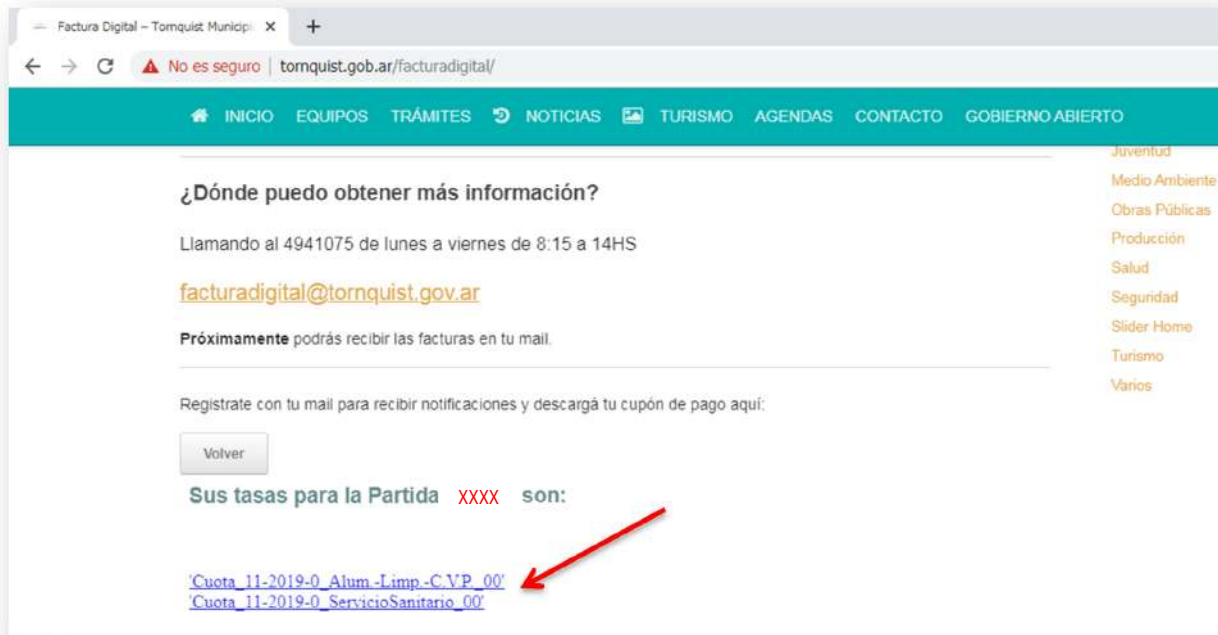 Factura Digital – Tornquist Municip
No es seguro | tornquist.gob.ar/facturadigital/
INICIO EQUIPOS TRÁMITES NOTICIAS TURISMO AGENDAS CONTACTO GOBIERNO ABIERTO
Juventud
Medio Ambiente
Obras Públicas
Producción
Salud
Seguridad
Slider Home
Turismo
Varios
¿Dónde puedo obtener más información?
Llamando al 4941075 de lunes a viernes de 8:15 a 14HS
facturadigital@tornquist.gov.ar
Próximamente podrás recibir las facturas en tu mail.
Registrate con tu mail para recibir notificaciones y descargá tu cupón de pago aquí:
Volver
Sus tasas para la Partida XXXX son:
'Cuota_11-2019-0_Alum.-Limp.-C.V.P._00'
'Cuota_11-2019-0_ServicioSanitario_00'